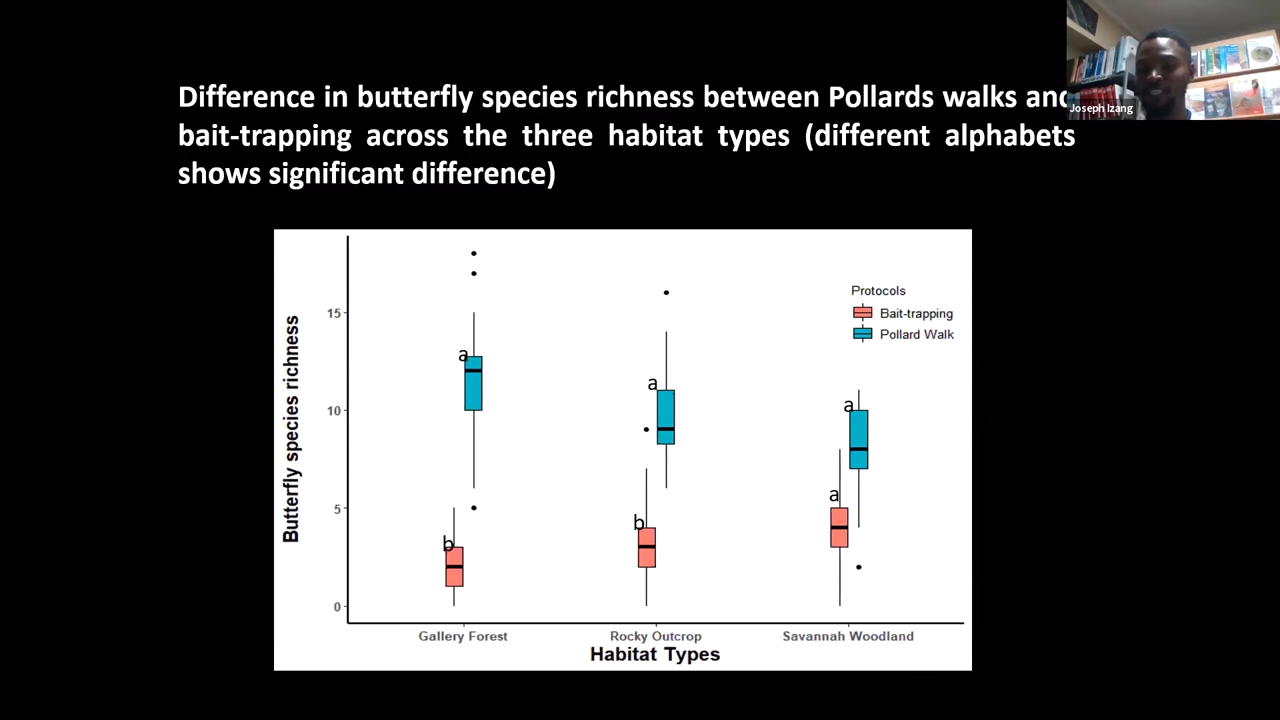 Difference in butterfly species richness between Pollards walks and
bait-trapping across the three habitat types (different alphabets
shows significant difference)
Joseph Izang
Butterfly species richness
15
10
5
0
a
b
a
b
a
a
Protocols
Bait-trapping
Pollard Walk
Gallery Forest
Rocky Outcrop
Savannah Woodland
Habitat Types